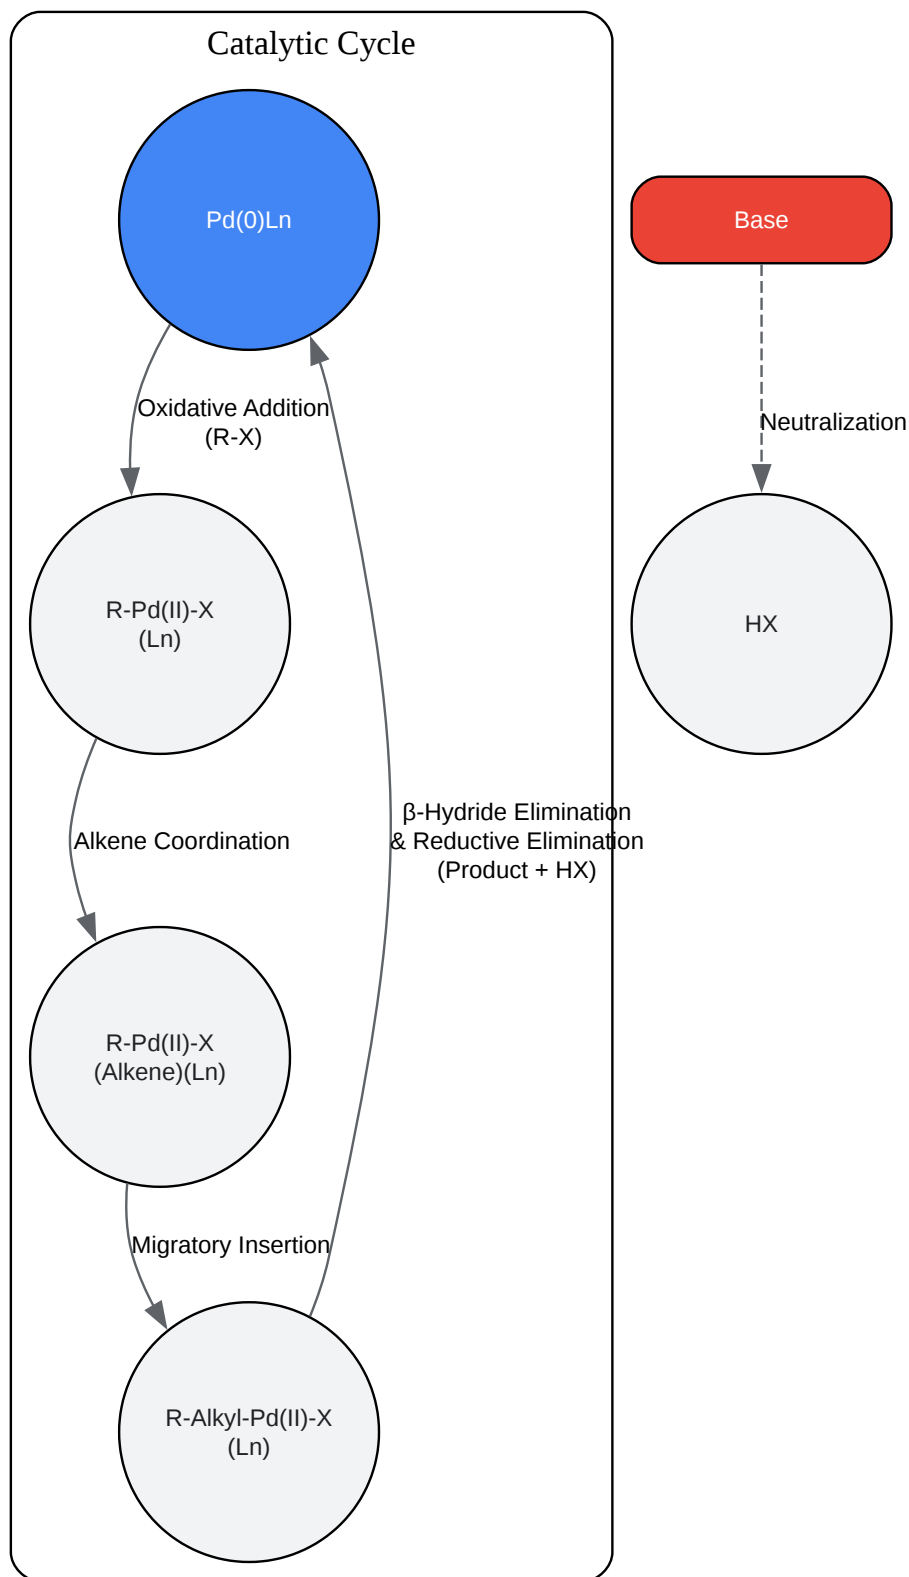 Catalytic Cycle
Pd(0)Ln
Base
Oxidative Addition
(R-X)
Neutralization
R-Pd(II)-X
(Ln)
HX
Alkene Coordination
β-Hydride Elimination
& Reductive Elimination
(Product + HX)
R-Pd(II)-X
(Alkene)(Ln)
Migratory Insertion
R-Alkyl-Pd(II)-X
(Ln)